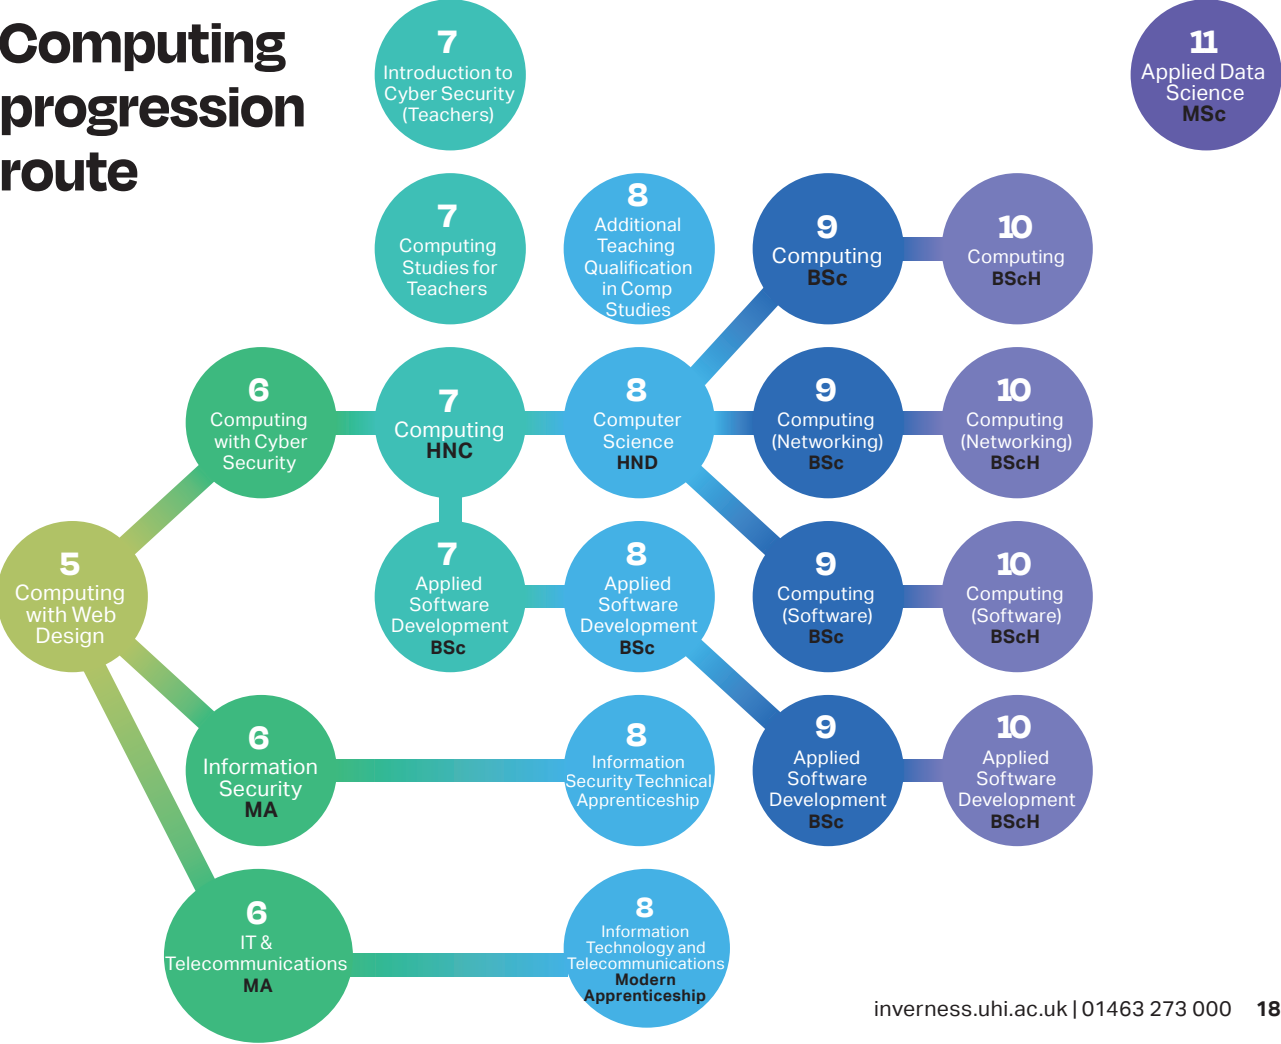 Computing
progression
route
7
Introduction to
Cyber Security
(Teachers)
11
Applied Data
Science
MSc
7
Computing
Studies for
Teachers
8
Additional
Teaching
Qualification
in Comp
Studies
9
Computing
BSc
10
Computing
BScH
6
Computing
with Cyber
Security
7
Computing
HNC
8
Computer
Science
HND
9
Computing
(Networking)
BSc
10
Computing
(Networking)
BScH
5
Computing
with Web
Design
7
Applied
Software
Development
BSc
8
Applied
Software
Development
BSc
9
Computing
(Software)
BSc
10
Computing
(Software)
BScH
6
Information
Security
MA
8
Information
Security Technical
Apprenticeship
9
Applied
Software
Development
BSc
10
Applied
Software
Development
BScH
6
IT &
Telecommunications
MA
8
Information
Technology and
Telecommunications
Modern
Apprenticeship
inverness.uhi.ac.uk | 01463 273 000 18